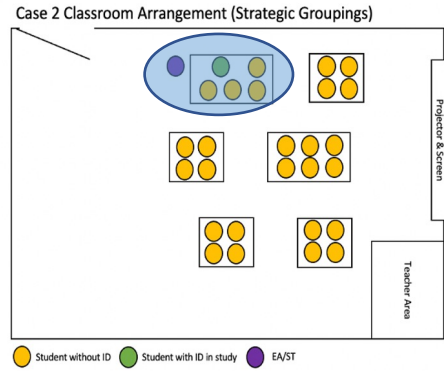 Case 2 Classroom Arrangement (Strategic Groupings)
Projector & Screen
Teacher Area
Student without ID
Student with ID in study
EA/ST